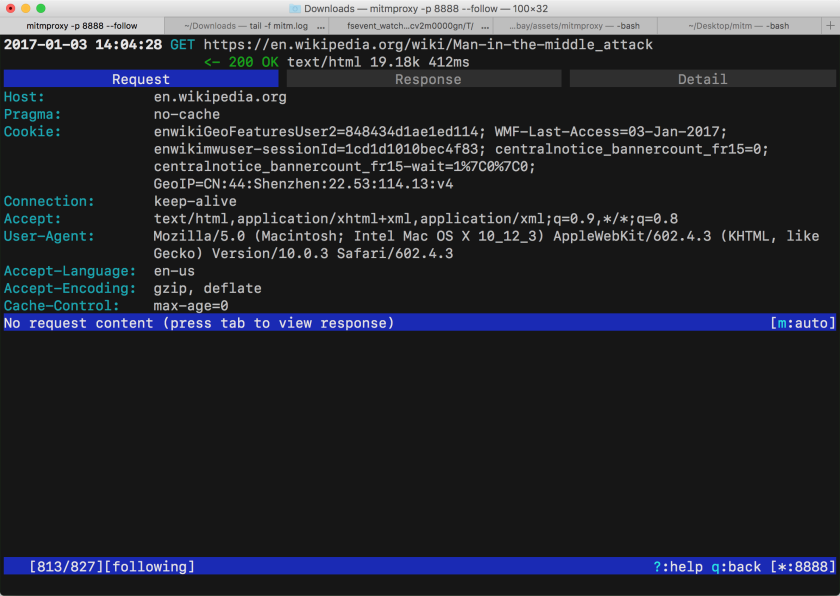 Downloads — mitmproxy -p 8888 --follow — 100×32
mitmproxy -p 8888 --follow ~/Downloads — tail -f mitm.log ... fsevent_watch...cv2m0000gn/T/ ... ...bay/assets/mitmproxy — -bash ~/Desktop/mitm — -bash +
2017-01-03 14:04:28 GET https://en.wikipedia.org/wiki/Man-in-the-middle_attack
<- 200 OK text/html 19.18k 412ms
Request Response Detail
Host: en.wikipedia.org
Pragma: no-cache
Cookie: enwikiGeoFeaturesUser2=848434d1ae1ed114; WMF-Last-Access=03-Jan-2017;
enwikimwuser-sessionId=1cd1d1010bec4f83; centralnotice_bannercount_fr15=0;
centralnotice_bannercount_fr15-wait=1%7C0%7C0;
GeoIP=CN:44:Shenzhen:22.53:114.13:v4
Connection: keep-alive
Accept: text/html,application/xhtml+xml,application/xml;q=0.9,*/*;q=0.8
User-Agent: Mozilla/5.0 (Macintosh; Intel Mac OS X 10_12_3) AppleWebKit/602.4.3 (KHTML, like
Gecko) Version/10.0.3 Safari/602.4.3
Accept-Language: en-us
Accept-Encoding: gzip, deflate
Cache-Control: max-age=0
No request content (press tab to view response) [m:auto]
[813/827][following] ?:help q:back [*:8888]